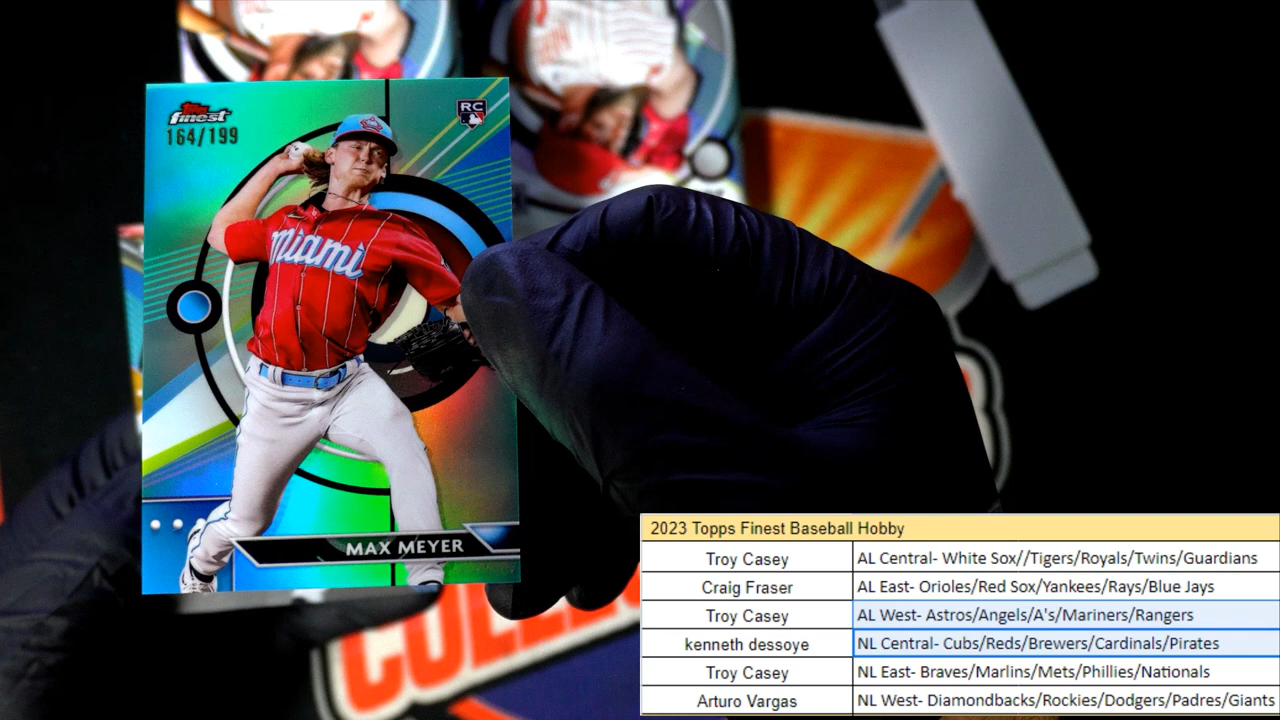 Topps
finest
164/199
RC
Miami
MAX MEYER
2023 Topps Finest Baseball Hobby
Troy Casey AL Central- White Sox//Tigers/Royals/Twins/Guardians
Craig Fraser AL East- Orioles/Red Sox/Yankees/Rays/Blue Jays
Troy Casey AL West- Astros/Angels/A's/Mariners/Rangers
kenneth dessoye NL Central- Cubs/Reds/Brewers/Cardinals/Pirates
Troy Casey NL East- Braves/Marlins/Mets/Phillies/Nationals
Arturo Vargas NL West- Diamondbacks/Rockies/Dodgers/Padres/Giants